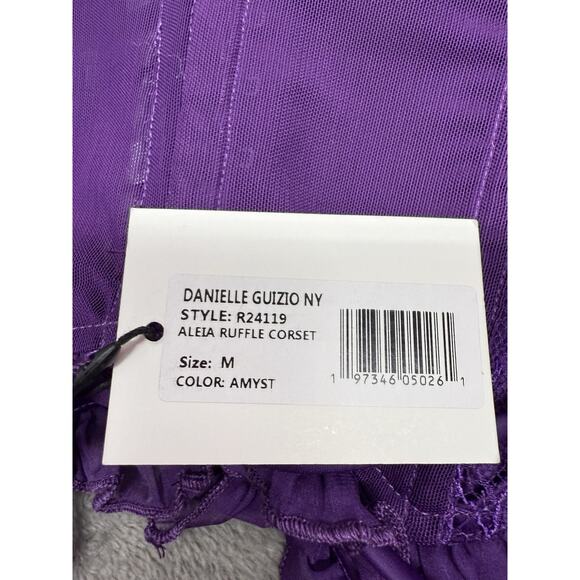 DANIELLE GUIZIO NY
STYLE: R24119
ALEIA RUFFLE CORSET
Size: M
COLOR: AMYST
1 97346 05026 1